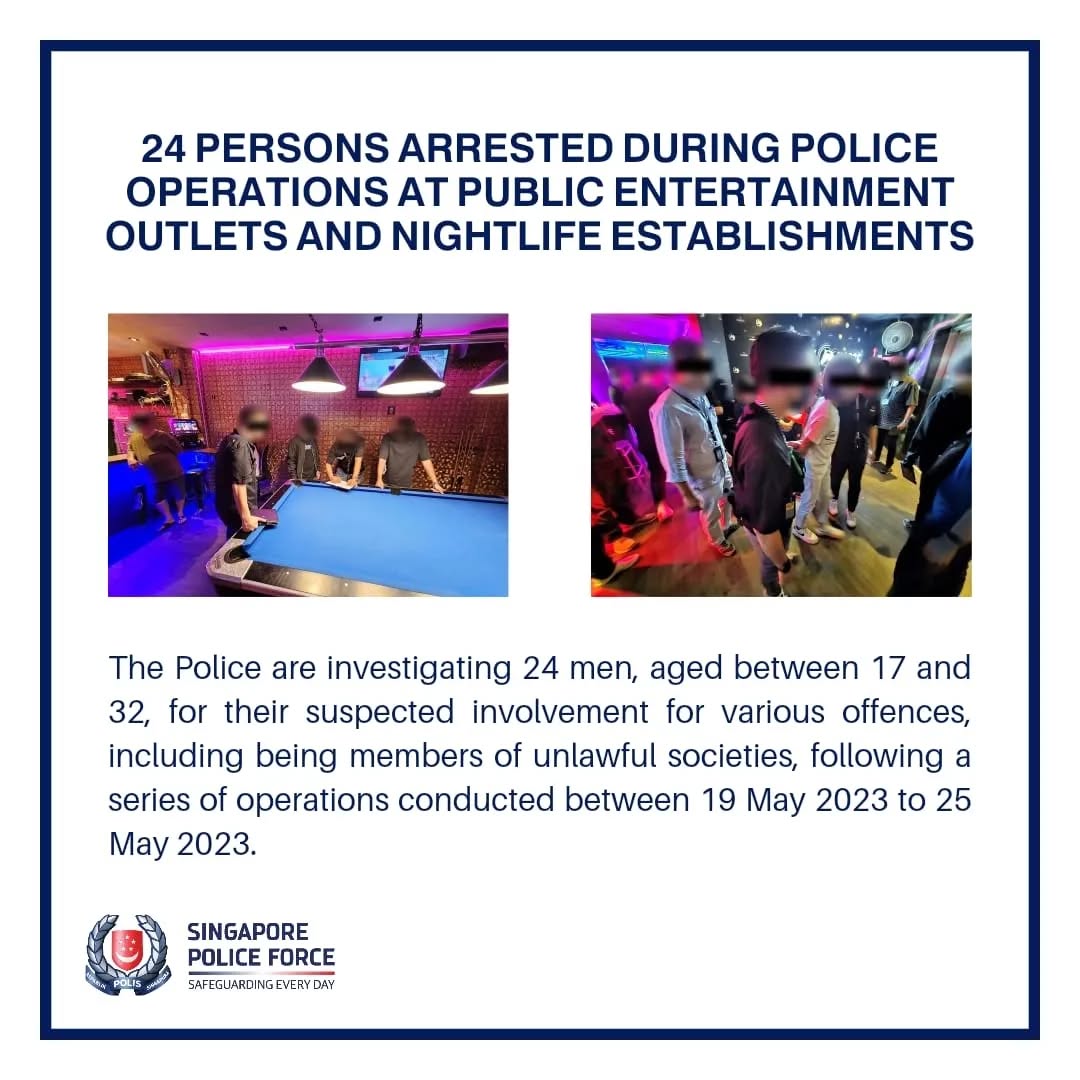 24 PERSONS ARRESTED DURING POLICE
OPERATIONS AT PUBLIC ENTERTAINMENT
OUTLETS AND NIGHTLIFE ESTABLISHMENTS
The Police are investigating 24 men, aged between 17 and
32, for their suspected involvement for various offences,
including being members of unlawful societies, following a
series of operations conducted between 19 May 2023 to 25
May 2023.
POLIS
SINGAPORE
POLICE FORCE
SAFEGUARDING EVERY DAY